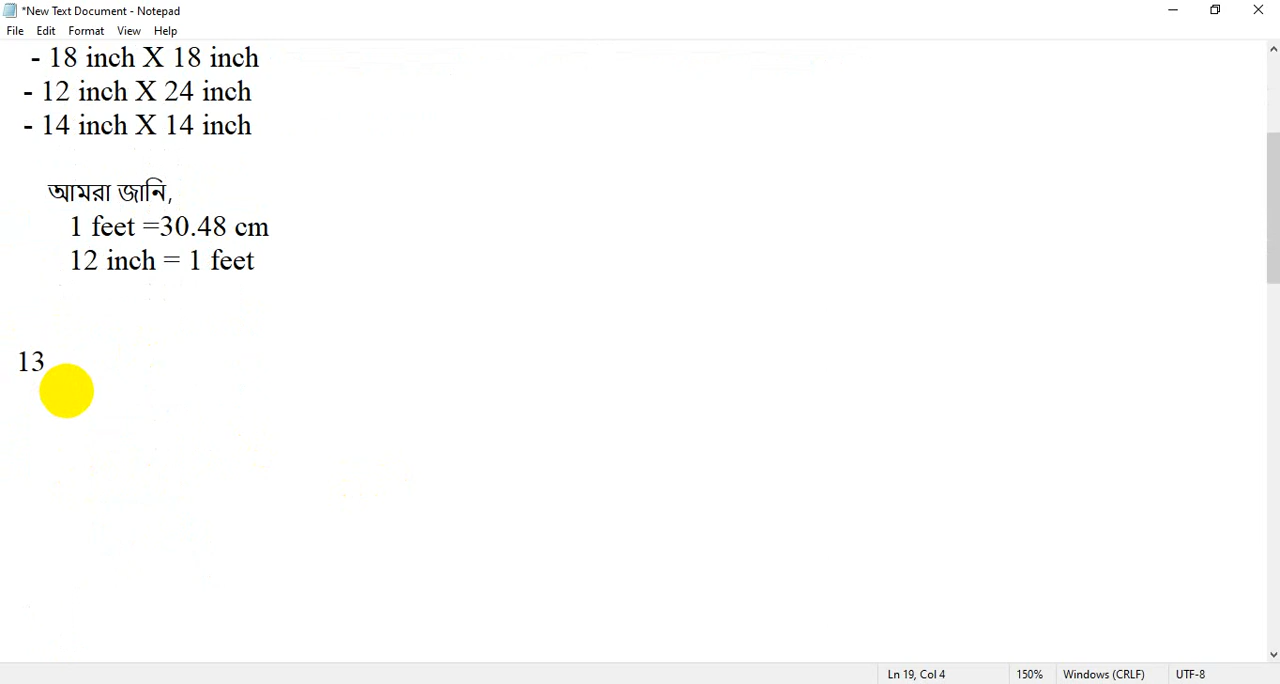 *New Text Document - Notepad
File Edit Format View Help
- 18 inch X 18 inch
- 12 inch X 24 inch
- 14 inch X 14 inch
আমরা জানি,
1 feet =30.48 cm
12 inch = 1 feet
13
Ln 19, Col 4 150% Windows (CRLF) UTF-8